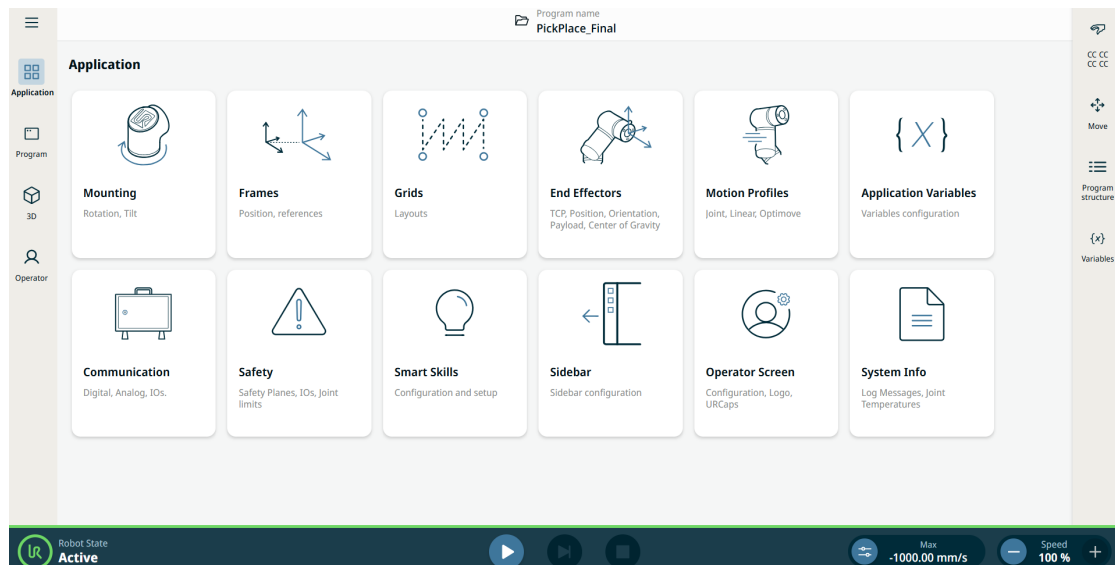 Program name
PickPlace_Final
Application
Application
Program
3D
Operator
Mounting
Rotation, Tilt
Frames
Position, references
Grids
Layouts
End Effectors
TCP, Position, Orientation,
Payload, Center of Gravity
Motion Profiles
Joint, Linear, Optimove
{X}
Application Variables
Variables configuration
Communication
Digital, Analog, IOs.
Safety
Safety Planes, IOs, Joint
limits
Smart Skills
Configuration and setup
Sidebar
Sidebar configuration
Operator Screen
Configuration, Logo,
URCaps
System Info
Log Messages, Joint
Temperatures
CC CC
CC CC
Move
Program
structure
{x}
Variables
UR
Robot State
Active
Max
-1000.00 mm/s
Speed
100 %